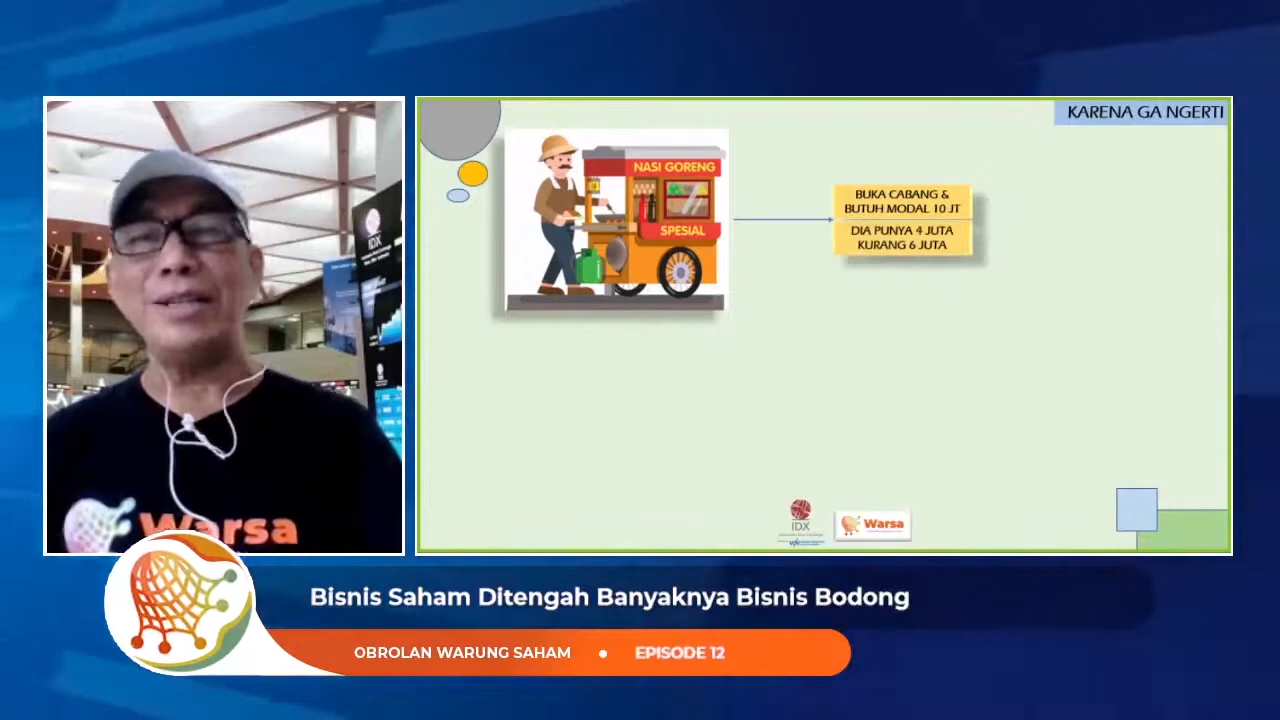 KARENA GA NGERTI
NASI GORENG
SPESIAL
BUKA CABANG &
BUTUH MODAL 10 JT
DIA PUNYA 4 JUTA
KURANG 6 JUTA
IDX
Warsa
IDX
Warsa
Bisnis Saham Ditengah Banyaknya Bisnis Bodong
OBROLAN WARUNG SAHAM • EPISODE 12